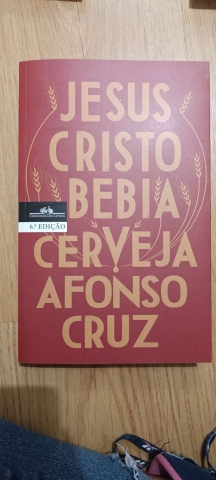 JESUS
CRISTO
BEBIA
6.ª EDIÇÃO
CERVEJA
AFONSO
CRUZ